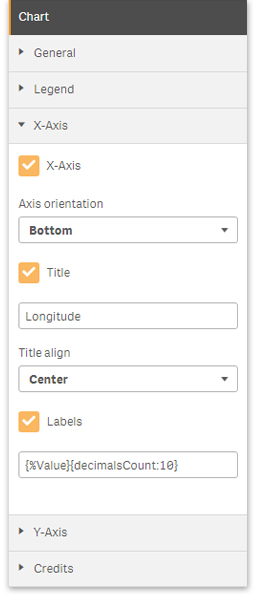 Chart
General
Legend
X-Axis
X-Axis
Axis orientation
Bottom
Title
Longitude
Title align
Center
Labels
{%Value}{decimalsCount:10}
Y-Axis
Credits